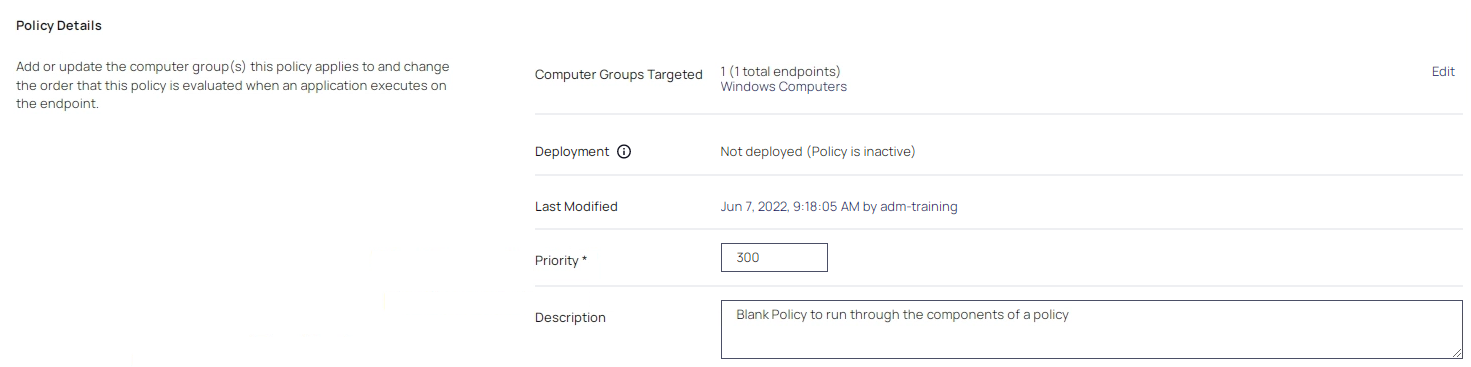 Policy Details
Add or update the computer group(s) this policy applies to and change
the order that this policy is evaluated when an application executes on
the endpoint.
Computer Groups Targeted
1 (1 total endpoints)
Windows Computers
Edit
Deployment
Not deployed (Policy is inactive)
Last Modified
Jun 7, 2022, 9:18:05 AM by adm-training
Priority *
300
Description
Blank Policy to run through the components of a policy